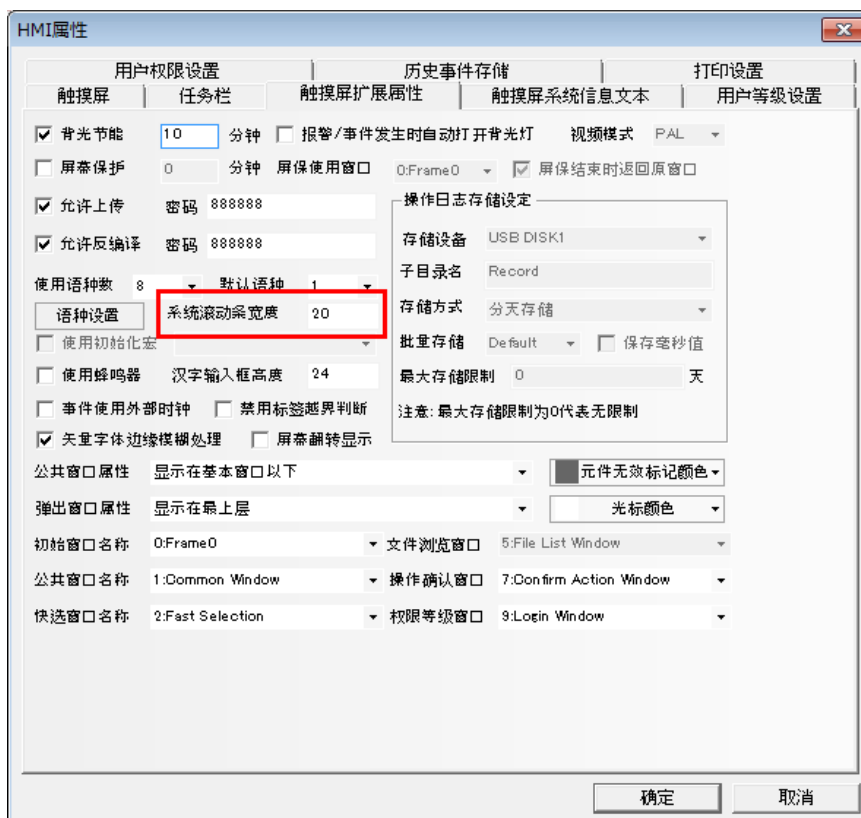 HMI属性
用户权限设置 历史事件存储 打印设置
触摸屏 任务栏 触摸屏扩展属性 触摸屏系统信息文本 用户等级设置
背光节能 10 分钟 报警/事件发生时自动打开背光灯 视频模式 PAL
屏幕保护 0 分钟 屏保使用窗口 0:Frame0 屏保结束时返回原窗口
允许上传 密码 888888
操作日志存储设定
允许反编译 密码 888888
存储设备 USB DISK1
子目录名 Record
使用语种数 8 默认语种 1
语种设置 系统滚动条宽度 20
存储方式 分天存储
使用初始化宏
批量存储 Default 保存毫秒值
使用蜂鸣器 汉字输入框高度 24
最大存储限制 0 天
事件使用外部时钟 禁用标签越界判断
注意:最大存储限制为0代表无限制
矢量字体边缘模糊处理 屏幕翻转显示
公共窗口属性 显示在基本窗口以下 元件无效标记颜色
弹出窗口属性 显示在最上层 光标颜色
初始窗口名称 0:Frame0 文件浏览窗口 5:File List Window
公共窗口名称 1:Common Window 操作确认窗口 7:Confirm Action Window
快选窗口名称 2:Fast Selection 权限等级窗口 9:Login Window
确定 取消